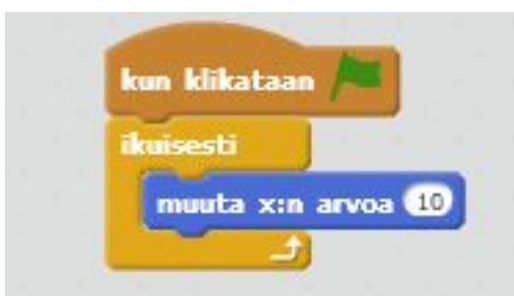 kun klikataan
ikuisesti
muuta x:n arvoa 10